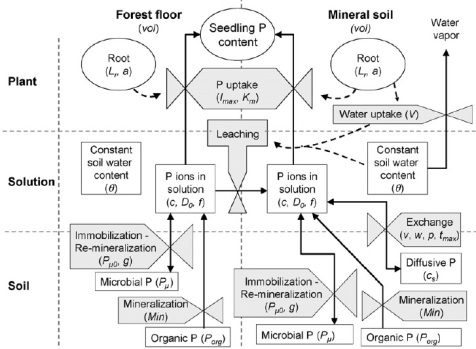 Forest floor
(vol)
Seedling P
content
Mineral soil
(vol)
Water
vapor
Plant
Root
(Lᵣ, a)
P uptake
(Iₘₐₓ, Kₘ)
Root
(Lᵣ, a)
Water uptake (V)
Leaching
Solution
Constant
soil water
content (θ)
P ions in
solution
(c, D₀, f)
P ions in
solution
(c, D₀, f)
Constant
soil water
content
(θ)
Exchange
(v, w, p, tₘₐₓ)
Immobilization -
Re-mineralization
(Pμ₀, g)
Diffusive P
(cₛ)
Soil
Microbial P (Pμ)
Immobilization -
Re-mineralization
(Pμ₀, g)
Mineralization
(Min)
Mineralization
(Min)
Organic P (Pₒᵣg)
Microbial P (Pμ)
Organic P (Pₒᵣg)